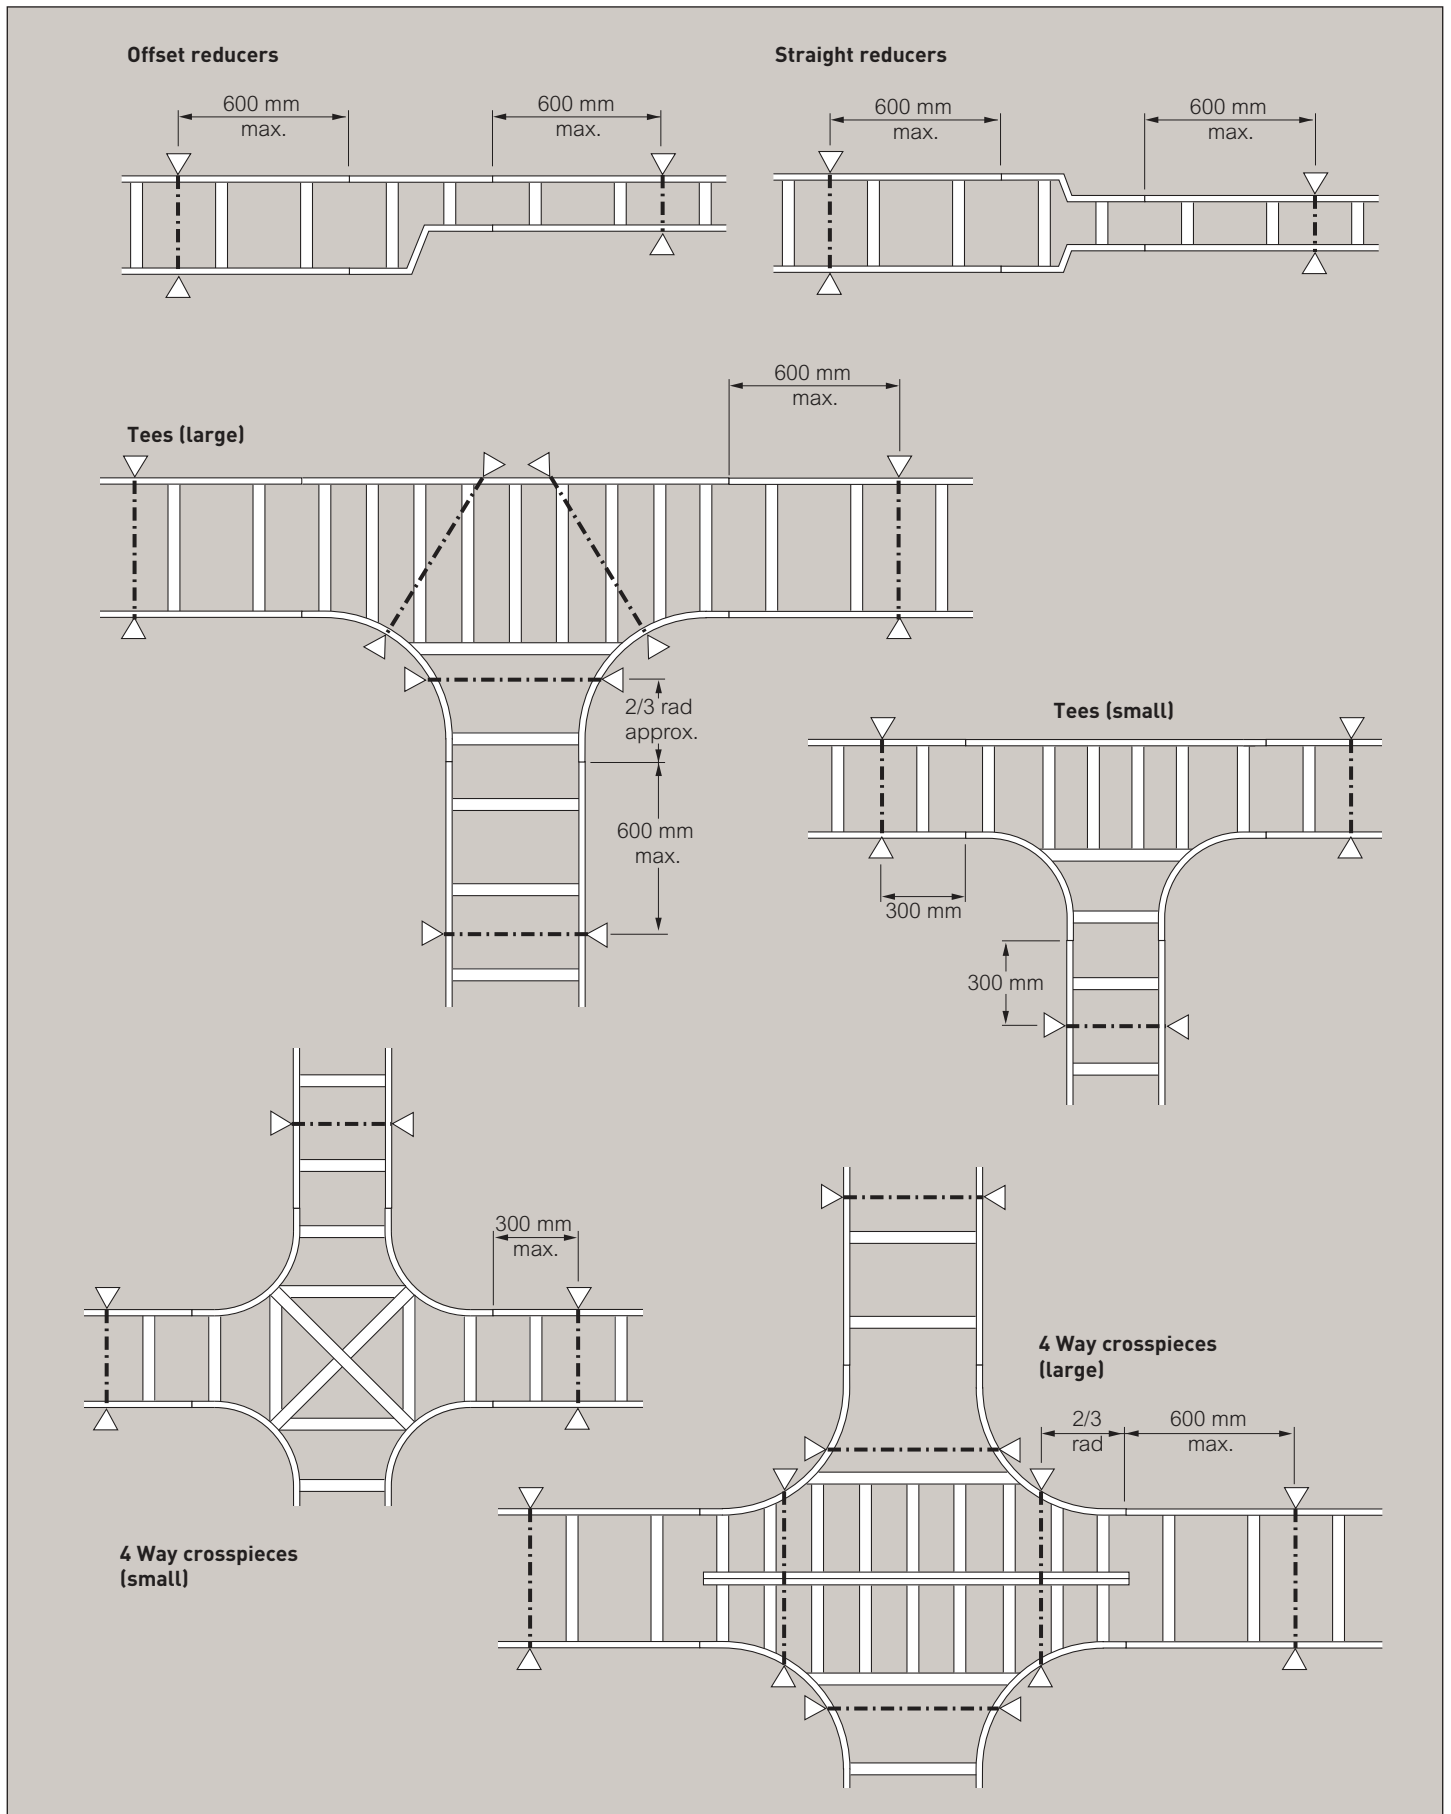 Offset reducers
Straight reducers
600 mm
max.
600 mm
max.
600 mm
max.
600 mm
max.
600 mm
max.
Tees (large)
2/3 rad
approx.
600 mm
max.
Tees (small)
300 mm
300 mm
300 mm
max.
4 Way crosspieces
(large)
2/3
rad
600 mm
max.
4 Way crosspieces
(small)